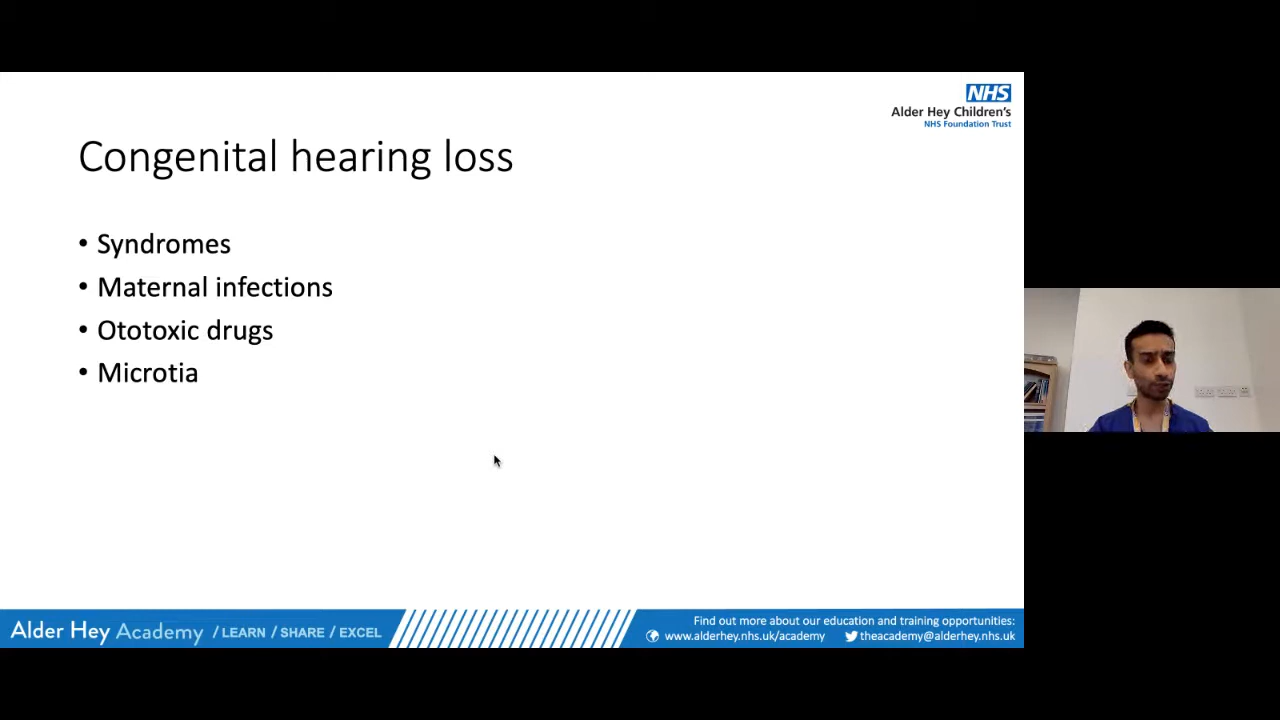 NHS
Alder Hey Children's
NHS Foundation Trust
Congenital hearing loss
• Syndromes
• Maternal infections
• Ototoxic drugs
• Microtia
Alder Hey Academy / LEARN / SHARE / EXCEL
Find out more about our education and training opportunities:
www.alderhey.nhs.uk/academy theacademy@alderhey.nhs.uk